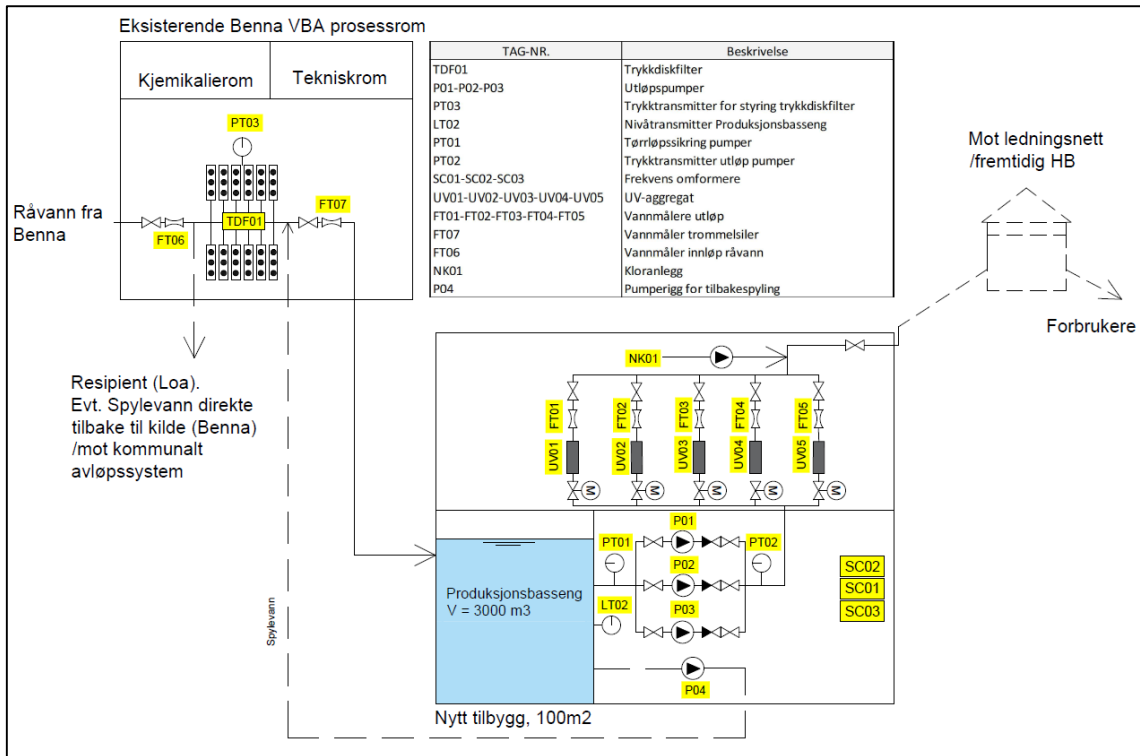 Eksisterende Benna VBA prosessrom
Kjemikalierom
Tekniskrom
PT03
Råvann fra
Benna
FT06
TDF01
FT07
TAG-NR.
Beskrivelse
TDF01
Trykkdiskfilter
P01-P02-P03
Utløpspumper
PT03
Trykktransmitter for styring trykkdiskfilter
LT02
Nivåtransmitter Produksjonsbasseng
PT01
Tørrløpssikring pumper
PT02
Trykktransmitter utløp pumper
SC01-SC02-SC03
Frekvens omformere
UV01-UV02-UV03-UV04-UV05
UV-aggregat
FT01-FT02-FT03-FT04-FT05
Vannmålere utløp
FT07
Vannmåler trommelsiler
FT06
Vannmåler innløp råvann
NK01
Kloranlegg
P04
Pumperigg for tilbakespyling
Mot ledningsnett
/fremtidig HB
Forbrukere
Resipient (Loa).
Evt. Spylevann direkte
tilbake til kilde (Benna)
/mot kommunalt
avløpssystem
NK01
FT01
FT02
FT03
FT04
FT05
UV01
UV02
UV03
UV04
UV05
M
M
M
M
M
P01
PT01
PT02
P02
LT02
P03
P04
SC02
SC01
SC03
Produksjonsbasseng
V = 3000 m3
Spylevann
Nytt tilbygg, 100m2